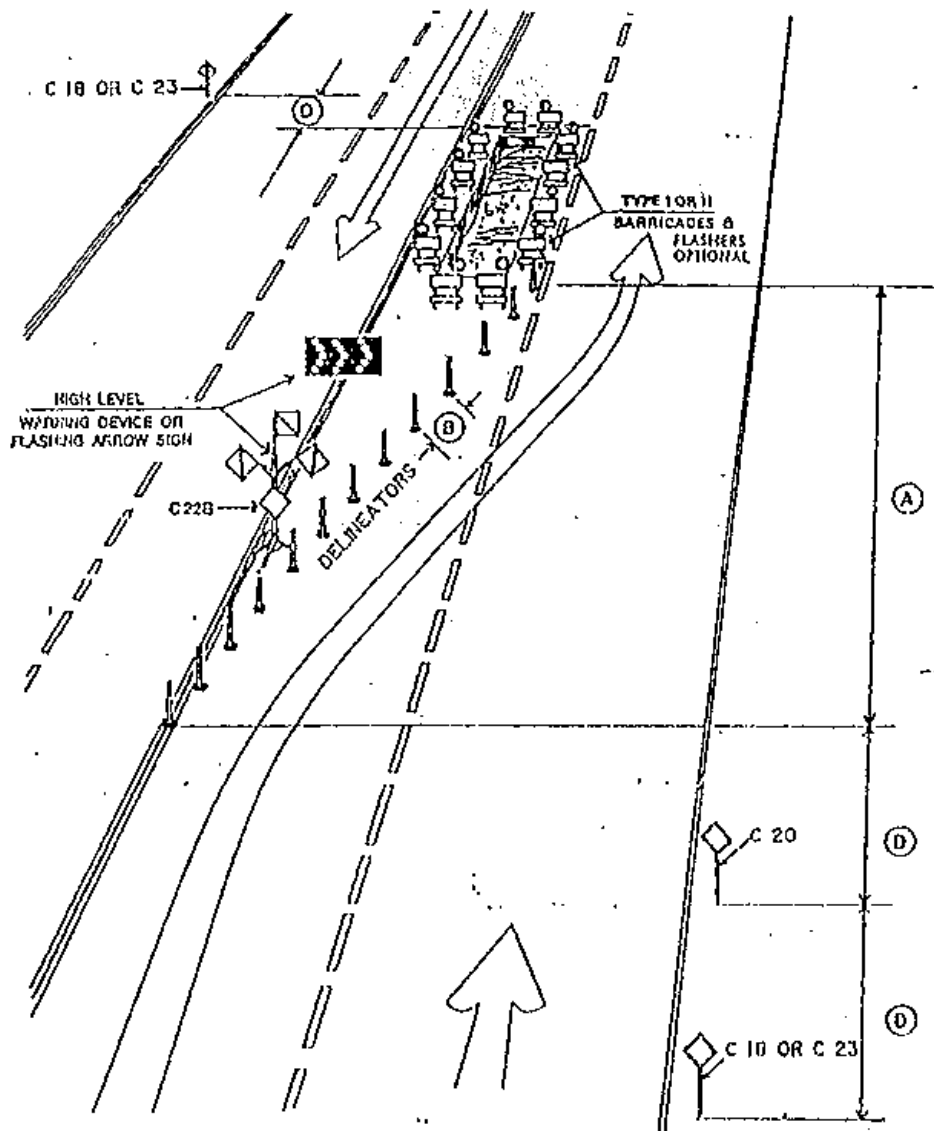 C 18 OR C 23
D
TYPE I OR II
BARRICADES &
FLASHERS
OPTIONAL
HIGH LEVEL
WARNING DEVICE OR
FLASHING ARROW SIGN
B
DELINEATORS
C 22B
A
C 20
D
D
C 18 OR C 23